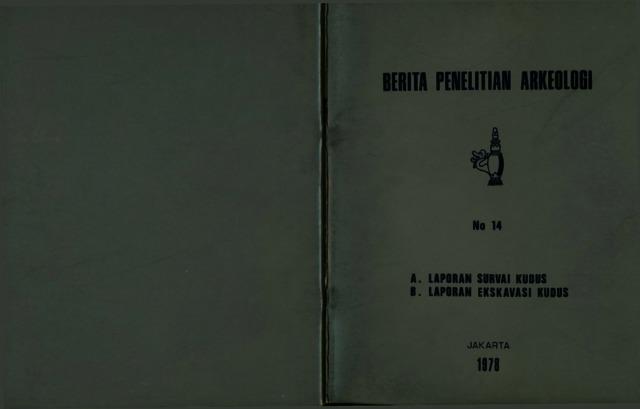 BERITA PENELITIAN ARKEOLOGI
No 14
A. LAPORAN SURVAI KUDUS
B. LAPORAN EKSKAVASI KUDUS
JAKARTA
1978